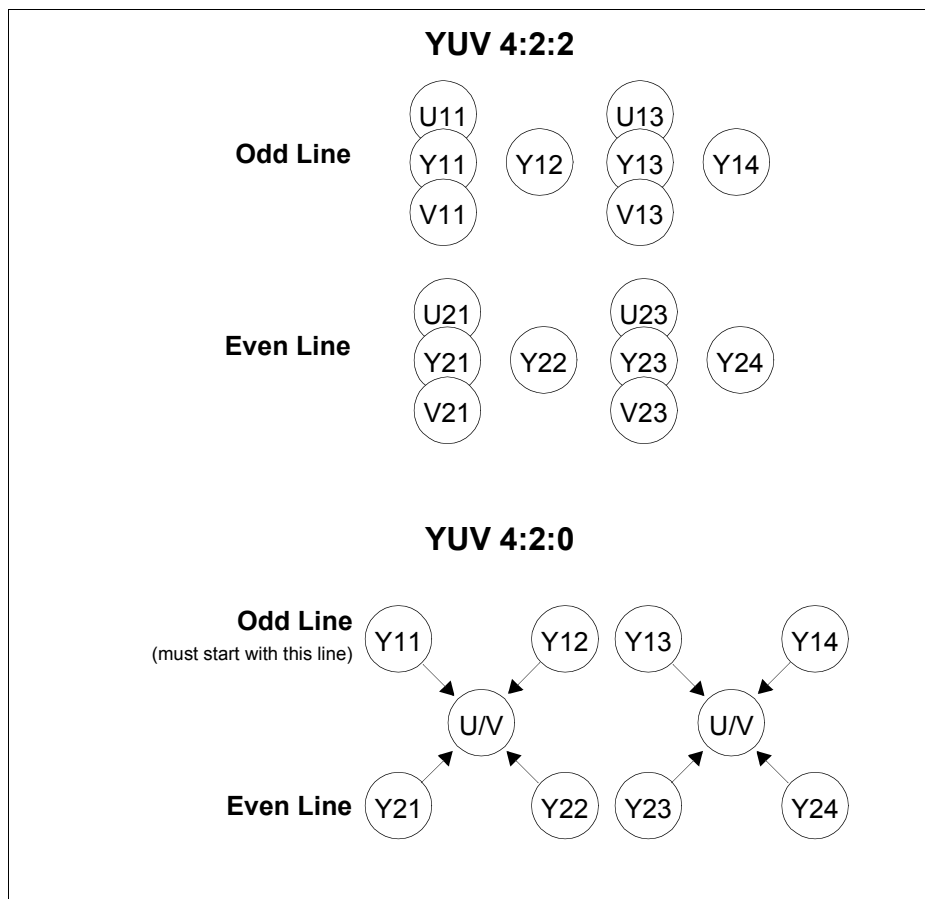 YUV 4:2:2
U11 U13
Odd Line Y11 Y12 Y13 Y14
V11 V13
U21 U23
Even Line Y21 Y22 Y23 Y24
V21 V23
YUV 4:2:0
Odd Line
(must start with this line)
Y11 Y12 Y13 Y14
U/V U/V
Even Line Y21 Y22 Y23 Y24